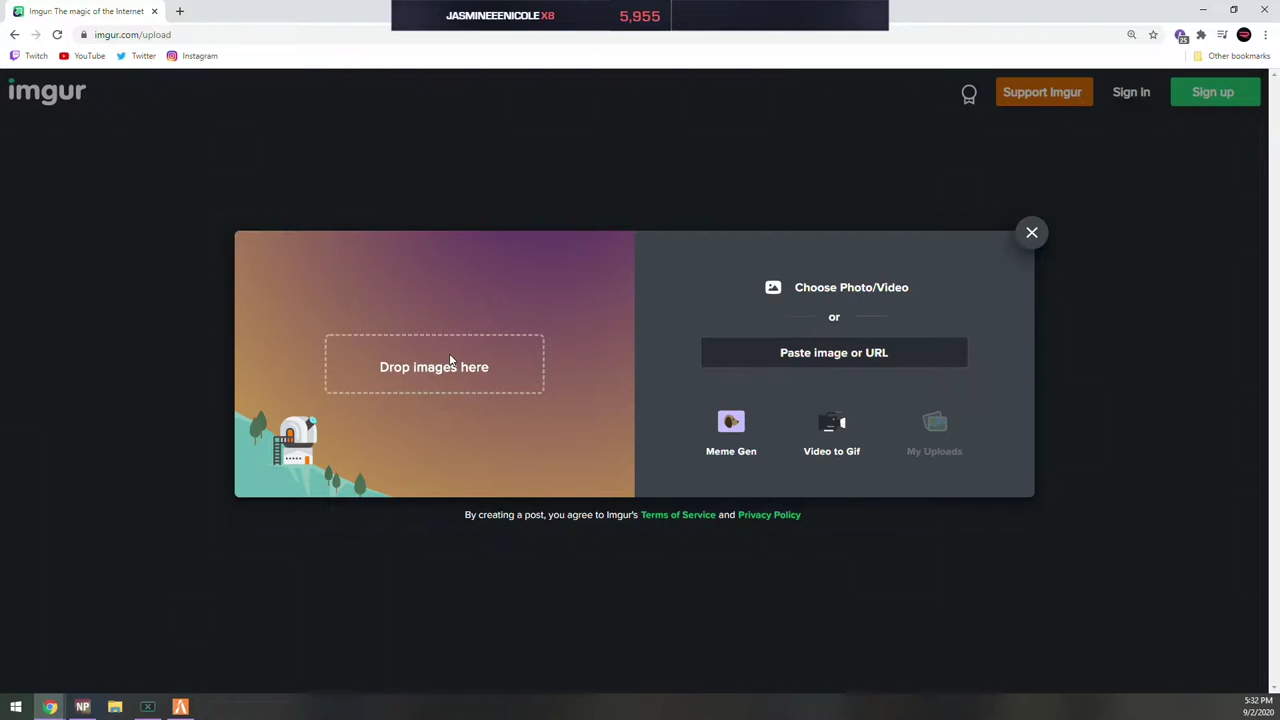 Imgur: The magic of the Internet
JASMINEEENICOLE X8 5,955
imgur.com/upload
25
Twitch YouTube Twitter Instagram Other bookmarks
imgur
Support Imgur Sign in Sign up
Choose Photo/Video
or
Paste image or URL
Drop images here
Meme Gen Video to Gif My Uploads
By creating a post, you agree to Imgur's Terms of Service and Privacy Policy
NP
5:32 PM
9/2/2020